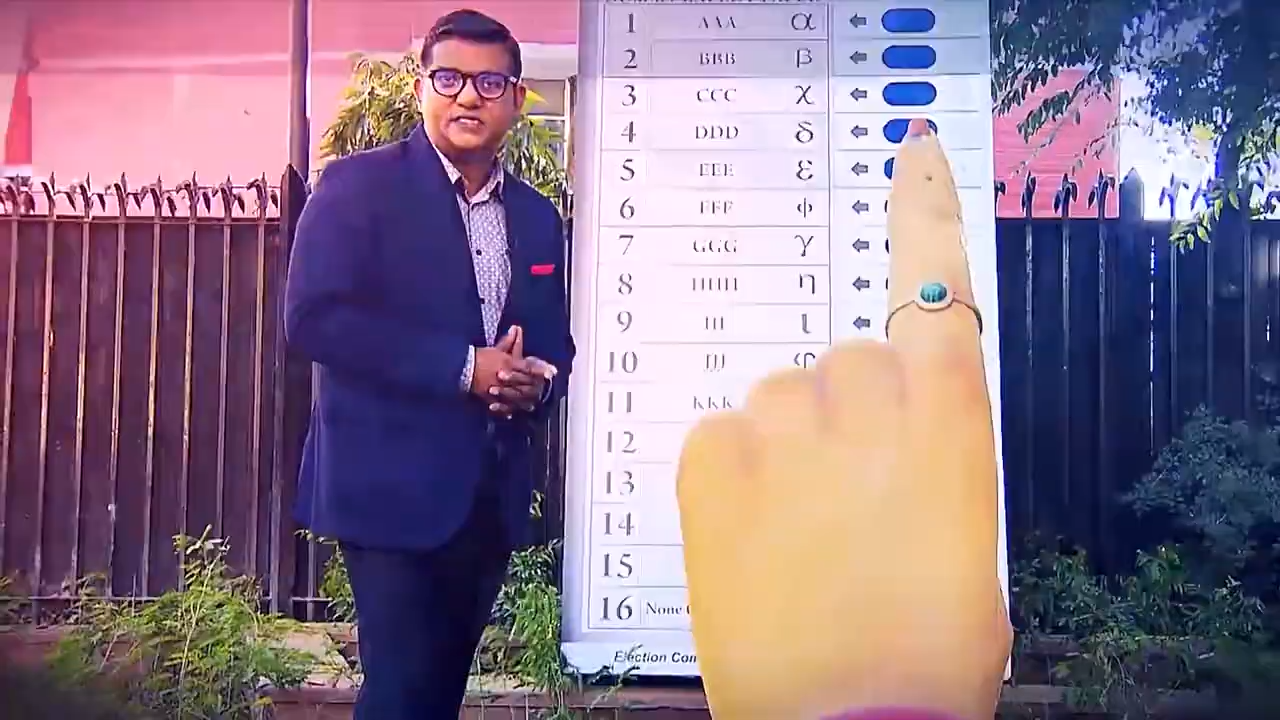 1 AAA α
2 BBB β
3 CCC χ
4 DDD δ
5 EEE ε
6 FFF ϕ
7 GGG γ
8 HHH η
9 III ι
10 JJJ φ
11 KKK
12
13
14
15
16 None
Election Com